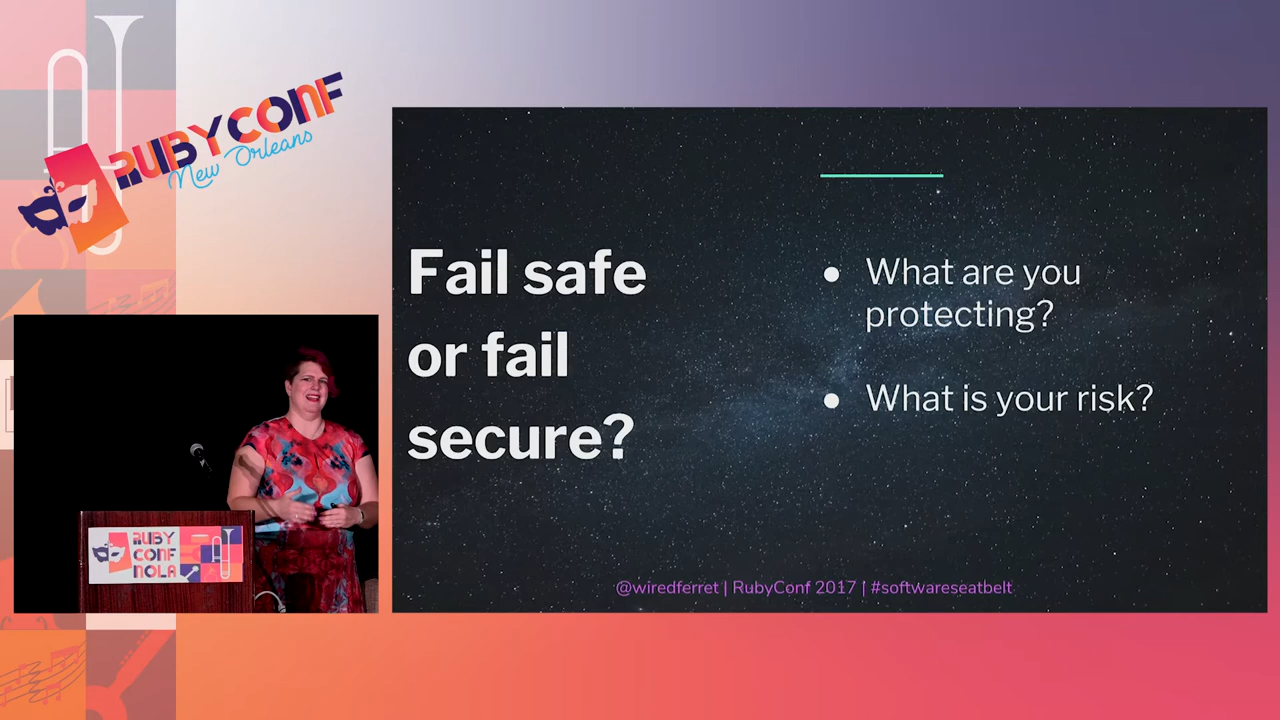 RUBYCONF
New Orleans
Fail safe
or fail
secure?
● What are you
protecting?
● What is your risk?
@wiredferret | RubyConf 2017 | #softwareseatbelt
RUBY
CONF
NOLA